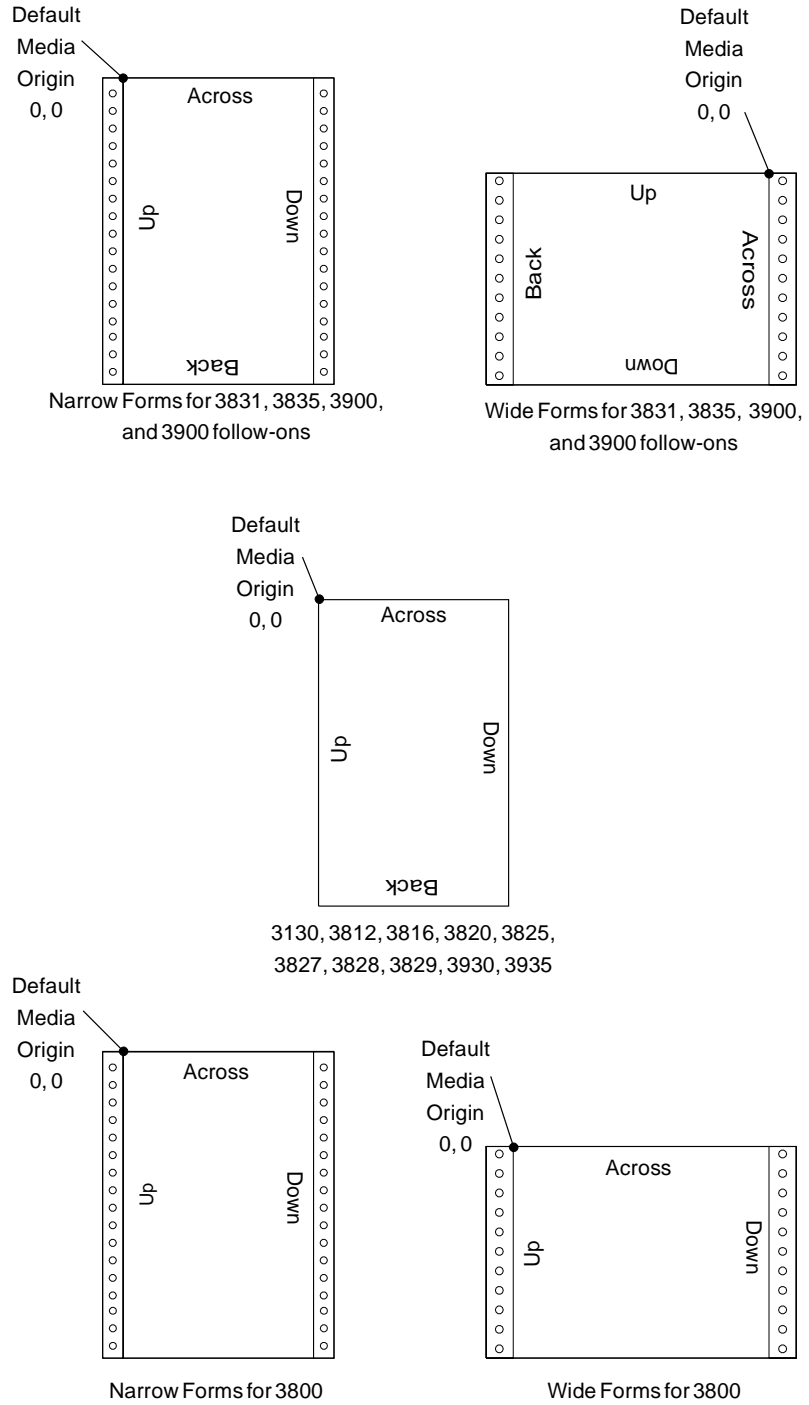 Default
Media
Origin
0, 0
Across
Up
Down
Back
Narrow Forms for 3831, 3835, 3900,
and 3900 follow-ons
Default
Media
Origin
0, 0
Up
Back
Across
Down
Wide Forms for 3831, 3835, 3900,
and 3900 follow-ons
Default
Media
Origin
0, 0
Across
Up
Down
Back
3130, 3812, 3816, 3820, 3825,
3827, 3828, 3829, 3930, 3935
Default
Media
Origin
0, 0
Across
Up
Down
Narrow Forms for 3800
Default
Media
Origin
0, 0
Across
Up
Down
Wide Forms for 3800